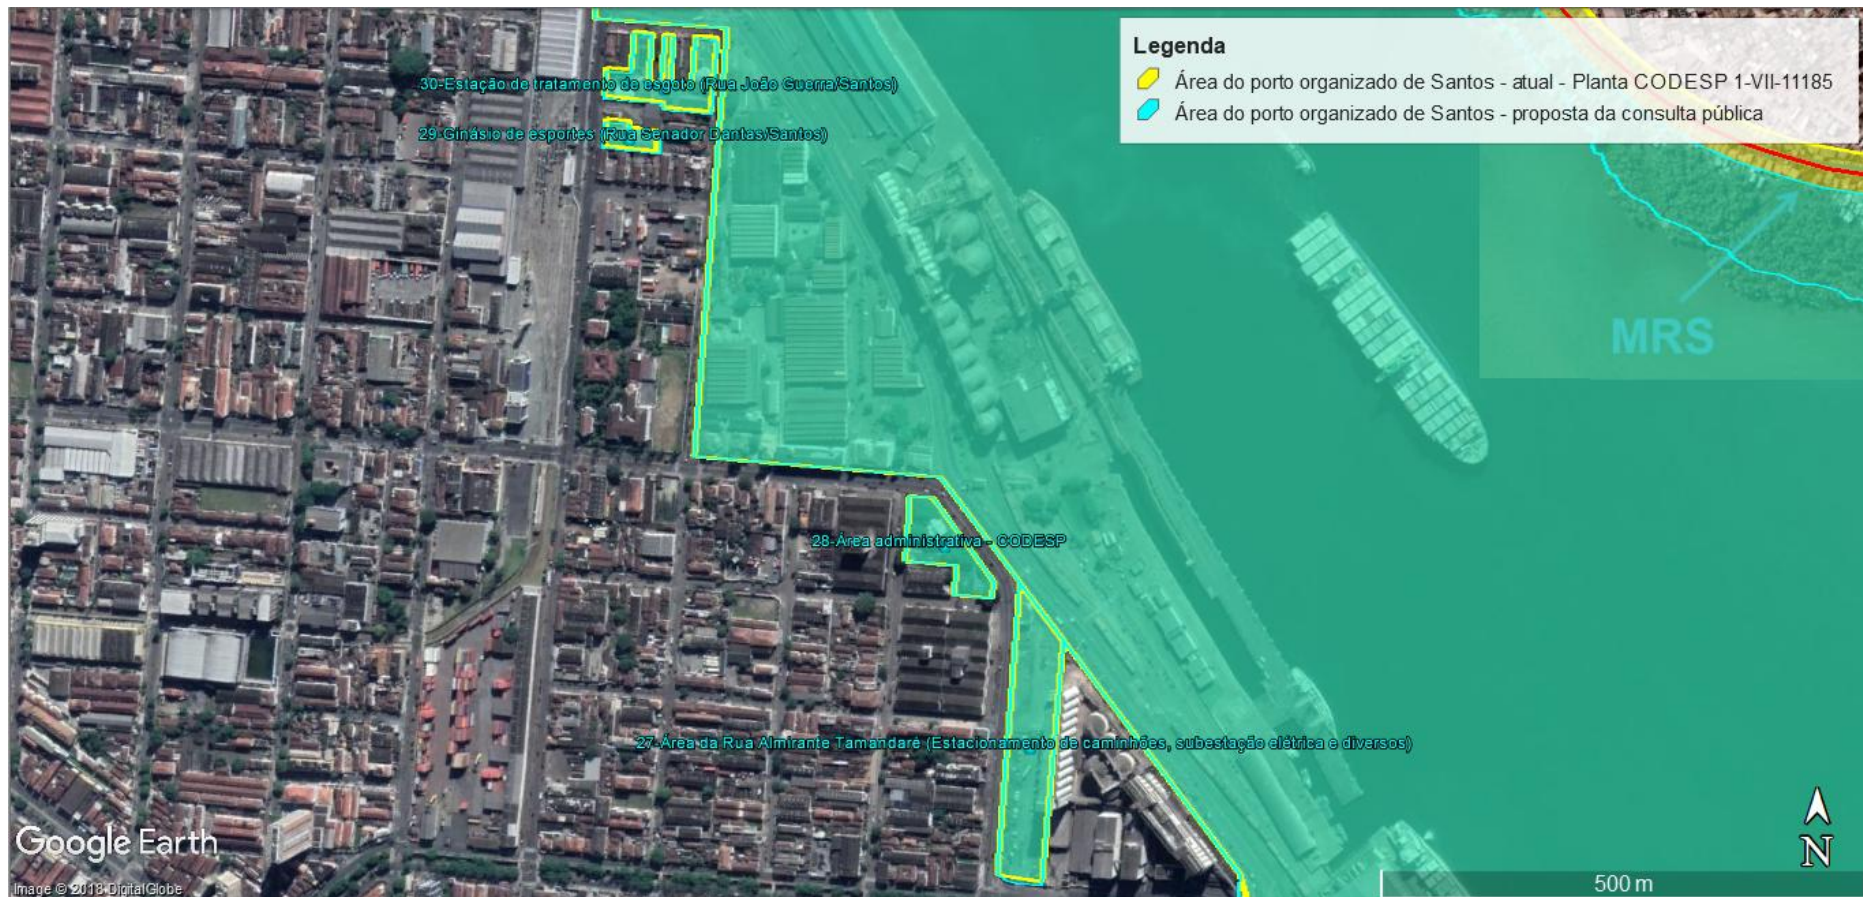 Legenda
Área do porto organizado de Santos - atual - Planta CODESP 1-VII-11185
Área do porto organizado de Santos - proposta da consulta pública
30-Estação de tratamento de esgoto (Rua João Guerra/Santos)
29-Ginásio de esportes (Rua Senador Dantas/Santos)
MRS
28-Área administrativa - CODESP
27-Área da Rua Almirante Tamandaré (Estacionamento de caminhões, subestação elétrica e diversos)
Google Earth
N
Image © 2018 DigitalGlobe
500 m